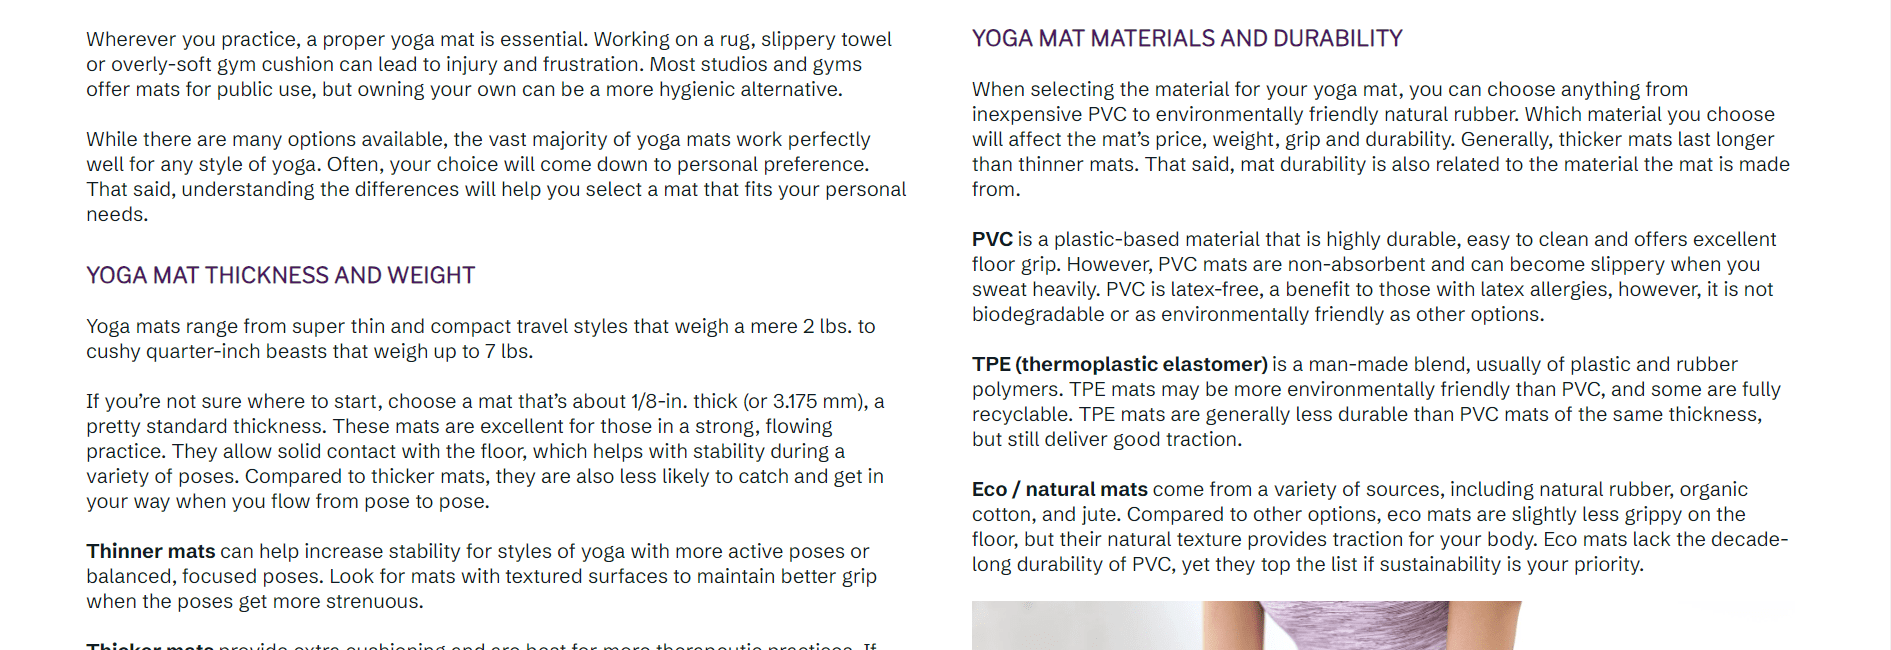 Wherever you practice, a proper yoga mat is essential. Working on a rug, slippery towel
or overly-soft gym cushion can lead to injury and frustration. Most studios and gyms
offer mats for public use, but owning your own can be a more hygienic alternative.
While there are many options available, the vast majority of yoga mats work perfectly
well for any style of yoga. Often, your choice will come down to personal preference.
That said, understanding the differences will help you select a mat that fits your personal
needs.
YOGA MAT THICKNESS AND WEIGHT
Yoga mats range from super thin and compact travel styles that weigh a mere 2 lbs. to
cushy quarter-inch beasts that weigh up to 7 lbs.
If you’re not sure where to start, choose a mat that’s about 1/8-in. thick (or 3.175 mm), a
pretty standard thickness. These mats are excellent for those in a strong, flowing
practice. They allow solid contact with the floor, which helps with stability during a
variety of poses. Compared to thicker mats, they are also less likely to catch and get in
your way when you flow from pose to pose.
Thinner mats can help increase stability for styles of yoga with more active poses or
balanced, focused poses. Look for mats with textured surfaces to maintain better grip
when the poses get more strenuous.
Thicker mats provide extra cushioning and are best for more therapeutic practices. If
YOGA MAT MATERIALS AND DURABILITY
When selecting the material for your yoga mat, you can choose anything from
inexpensive PVC to environmentally friendly natural rubber. Which material you choose
will affect the mat’s price, weight, grip and durability. Generally, thicker mats last longer
than thinner mats. That said, mat durability is also related to the material the mat is made
from.
PVC is a plastic-based material that is highly durable, easy to clean and offers excellent
floor grip. However, PVC mats are non-absorbent and can become slippery when you
sweat heavily. PVC is latex-free, a benefit to those with latex allergies, however, it is not
biodegradable or as environmentally friendly as other options.
TPE (thermoplastic elastomer) is a man-made blend, usually of plastic and rubber
polymers. TPE mats may be more environmentally friendly than PVC, and some are fully
recyclable. TPE mats are generally less durable than PVC mats of the same thickness,
but still deliver good traction.
Eco / natural mats come from a variety of sources, including natural rubber, organic
cotton, and jute. Compared to other options, eco mats are slightly less grippy on the
floor, but their natural texture provides traction for your body. Eco mats lack the decade-
long durability of PVC, yet they top the list if sustainability is your priority.